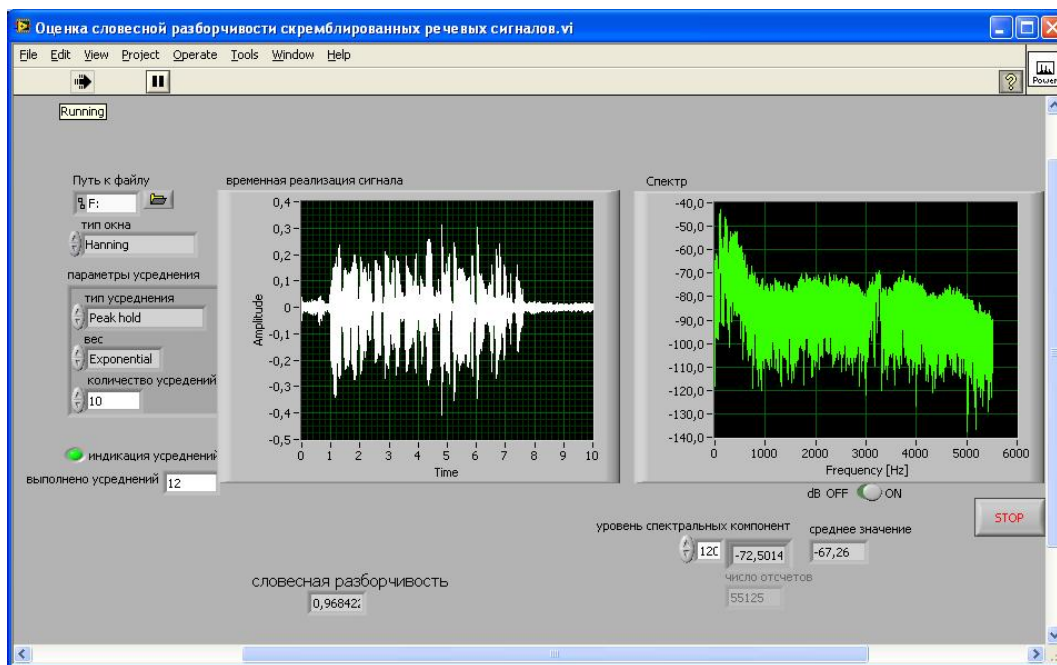 Оценка словесной разборчивости скремблированных речевых сигналов.vi
File Edit View Project Operate Tools Window Help
Power
Running
Путь к файлу
F:
тип окна
Hanning
параметры усреднения
тип усреднения
Peak hold
вес
Exponential
количество усредений
10
индикация усреднений
выполнено усреднений 12
временная реализация сигнала
0,4
0,3
0,2
0,1
0
-0,1
-0,2
-0,3
-0,4
-0,5
Amplitude
0 1 2 3 4 5 6 7 8 9 10
Time
Спектр
-40,0
-50,0
-60,0
-70,0
-80,0
-90,0
-100,0
-110,0
-120,0
-130,0
-140,0
0 1000 2000 3000 4000 5000 6000
Frequency [Hz]
dB OFF ON
STOP
уровень спектральных компонент
120
-72,5014
среднее значение
-67,26
число отсчетов
55125
словесная разборчивость
0,968422